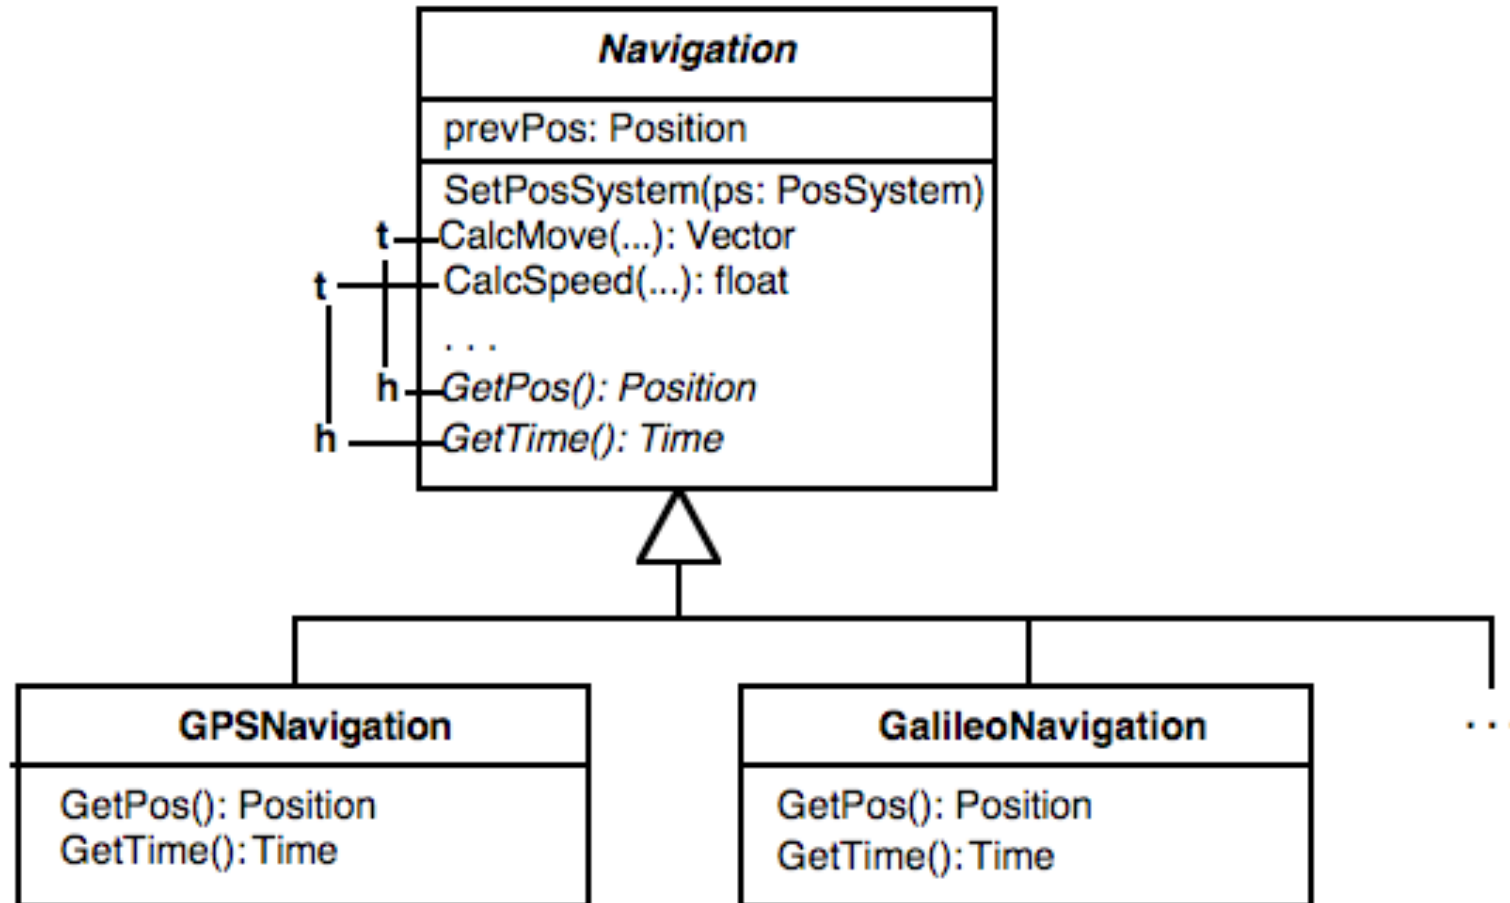 Navigation
prevPos: Position
SetPosSystem(ps: PosSystem)
t CalcMove(...): Vector
t CalcSpeed(...): float
. . .
h GetPos(): Position
h GetTime(): Time
GPSNavigation
GetPos(): Position
GetTime(): Time
GalileoNavigation
GetPos(): Position
GetTime(): Time
. . .